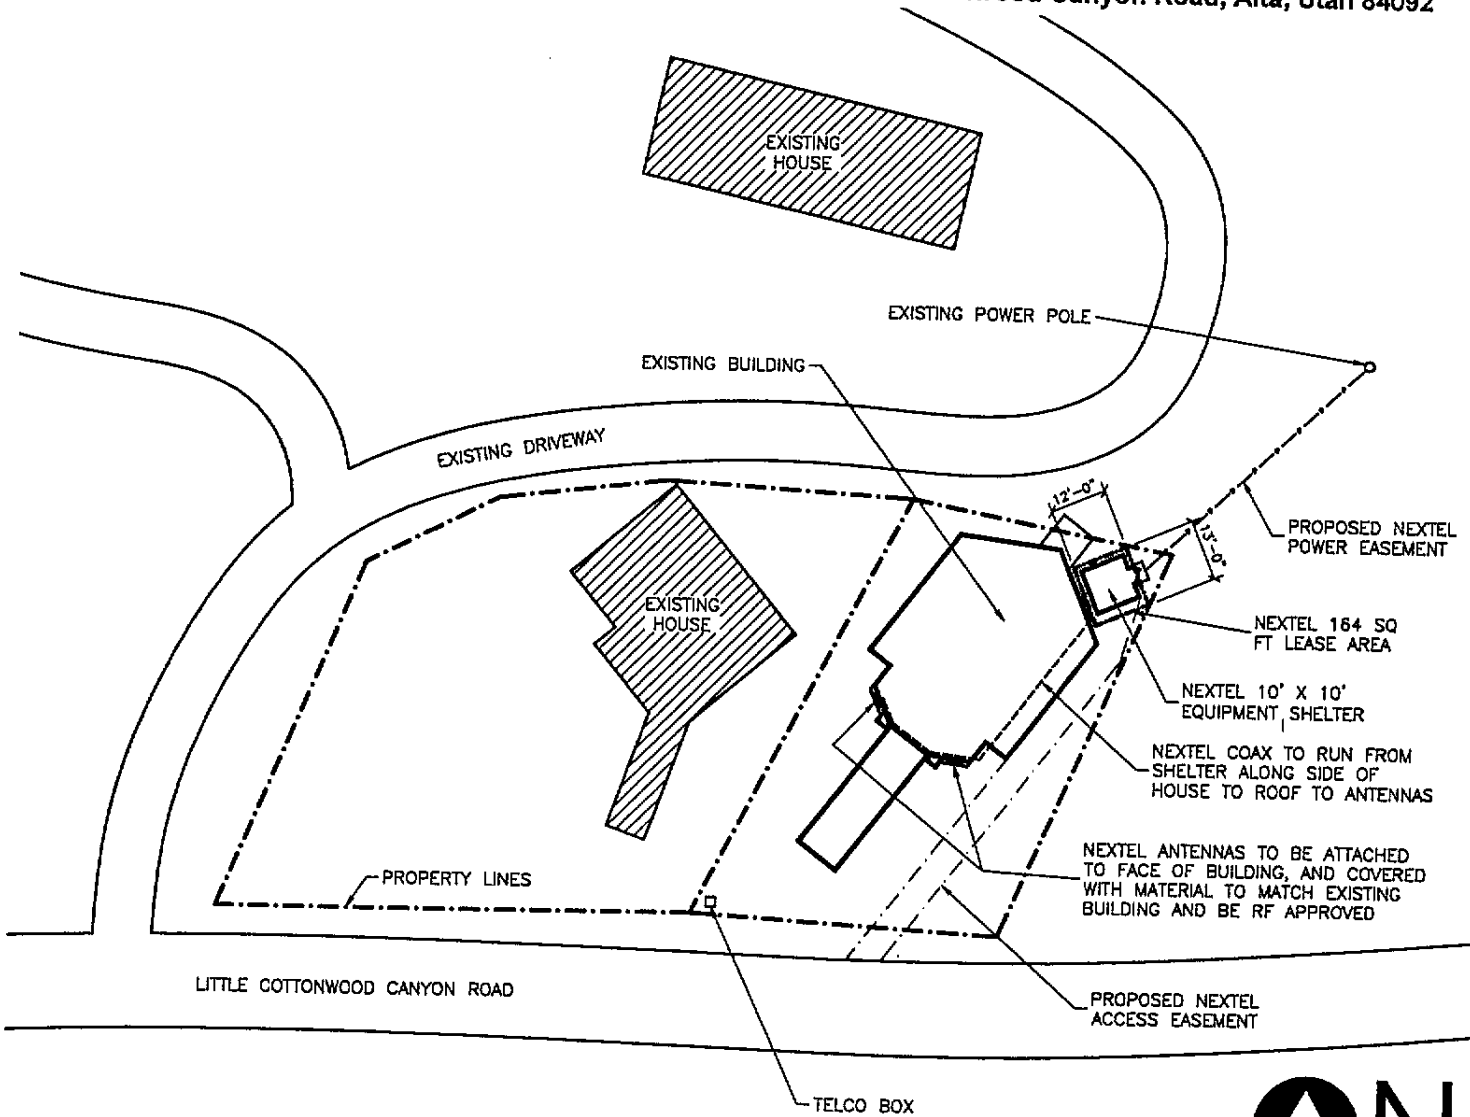 Canyon Road, Alta, Utah 84092
EXISTING
HOUSE
EXISTING POWER POLE
EXISTING BUILDING
EXISTING DRIVEWAY
12'-0"
13'-0"
PROPOSED NEXTEL
POWER EASEMENT
EXISTING
HOUSE
NEXTEL 164 SQ
FT LEASE AREA
NEXTEL 10' X 10'
EQUIPMENT SHELTER
NEXTEL COAX TO RUN FROM
SHELTER ALONG SIDE OF
HOUSE TO ROOF TO ANTENNAS
NEXTEL ANTENNAS TO BE ATTACHED
TO FACE OF BUILDING, AND COVERED
WITH MATERIAL TO MATCH EXISTING
BUILDING AND BE RF APPROVED
PROPERTY LINES
LITTLE COTTONWOOD CANYON ROAD
PROPOSED NEXTEL
ACCESS EASEMENT
TELCO BOX
N